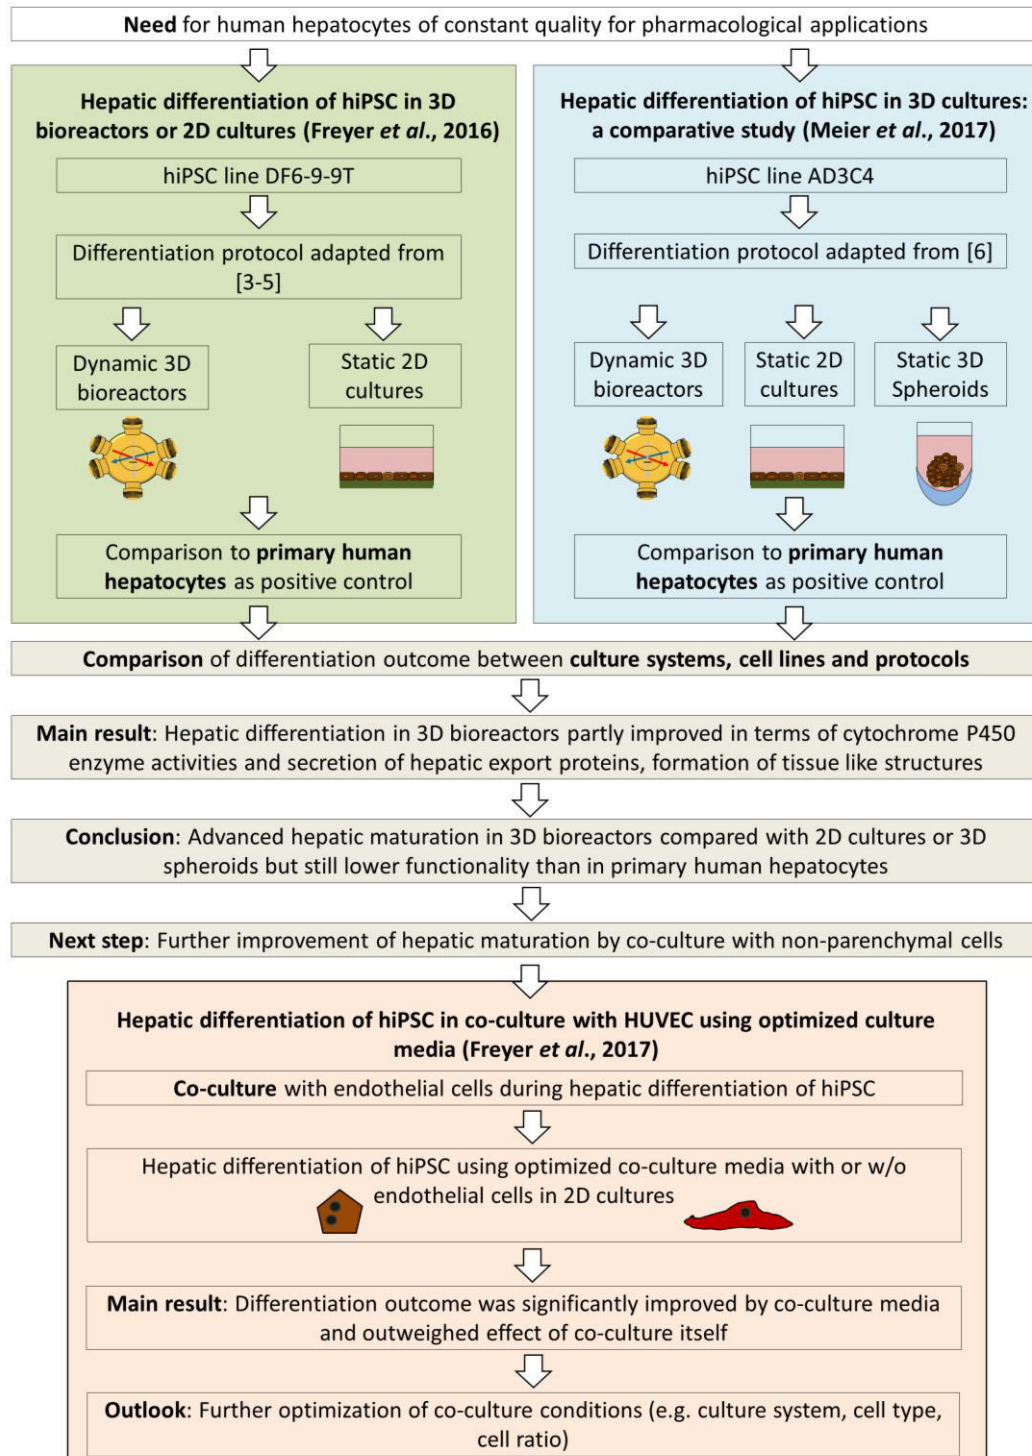 Need for human hepatocytes of constant quality for pharmacological applications
Hepatic differentiation of hiPSC in 3D
bioreactors or 2D cultures (Freyer et al., 2016)
hiPSC line DF6-9-9T
Differentiation protocol adapted from
[3-5]
Dynamic 3D
bioreactors
Static 2D
cultures
Comparison to primary human
hepatocytes as positive control
Hepatic differentiation of hiPSC in 3D cultures:
a comparative study (Meier et al., 2017)
hiPSC line AD3C4
Differentiation protocol adapted from [6]
Dynamic 3D
bioreactors
Static 2D
cultures
Static 3D
Spheroids
Comparison to primary human
hepatocytes as positive control
Comparison of differentiation outcome between culture systems, cell lines and protocols
Main result: Hepatic differentiation in 3D bioreactors partly improved in terms of cytochrome P450
enzyme activities and secretion of hepatic export proteins, formation of tissue like structures
Conclusion: Advanced hepatic maturation in 3D bioreactors compared with 2D cultures or 3D
spheroids but still lower functionality than in primary human hepatocytes
Next step: Further improvement of hepatic maturation by co-culture with non-parenchymal cells
Hepatic differentiation of hiPSC in co-culture with HUVEC using optimized culture
media (Freyer et al., 2017)
Co-culture with endothelial cells during hepatic differentiation of hiPSC
Hepatic differentiation of hiPSC using optimized co-culture media with or w/o
endothelial cells in 2D cultures
Main result: Differentiation outcome was significantly improved by co-culture media
and outweighed effect of co-culture itself
Outlook: Further optimization of co-culture conditions (e.g. culture system, cell type,
cell ratio)